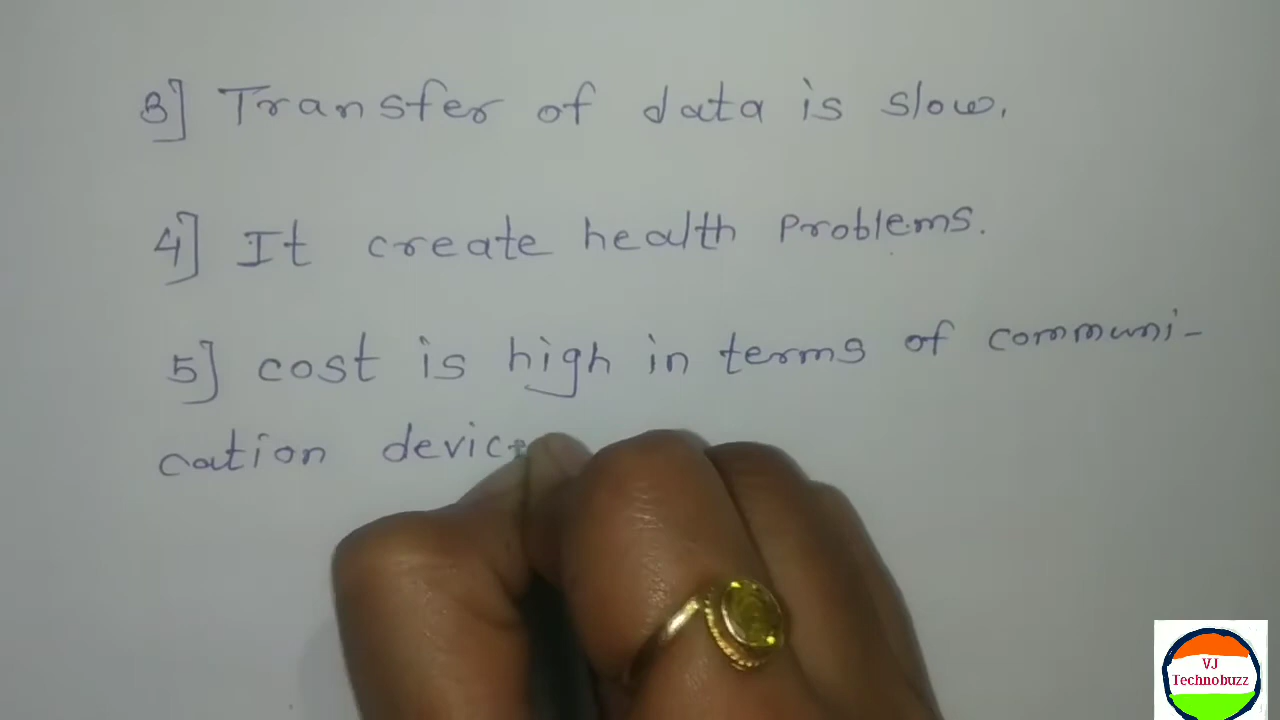 3] Transfer of data is slow.
4] It create health problems.
5] cost is high in terms of communi-
cation device
VJ
Technobuzz